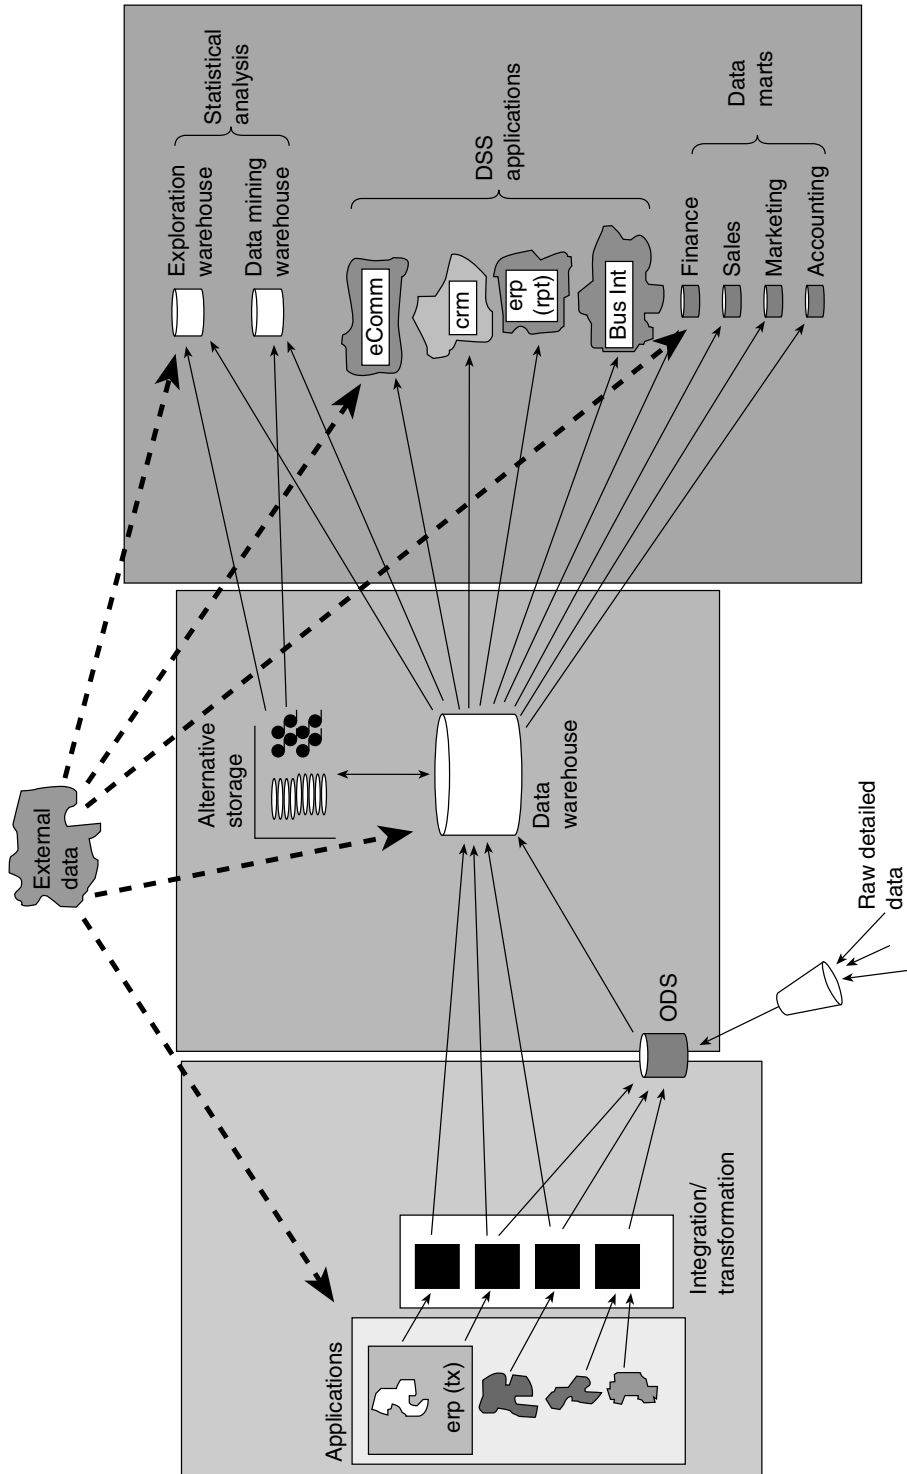 External
data
Applications
erp (tx)
Integration/
transformation
ODS
Raw detailed
data
Alternative
storage
Data
warehouse
Exploration
warehouse
Data mining
warehouse
Statistical
analysis
eComm
crm
erp
(rpt)
Bus Int
DSS
applications
Finance
Sales
Marketing
Accounting
Data
marts